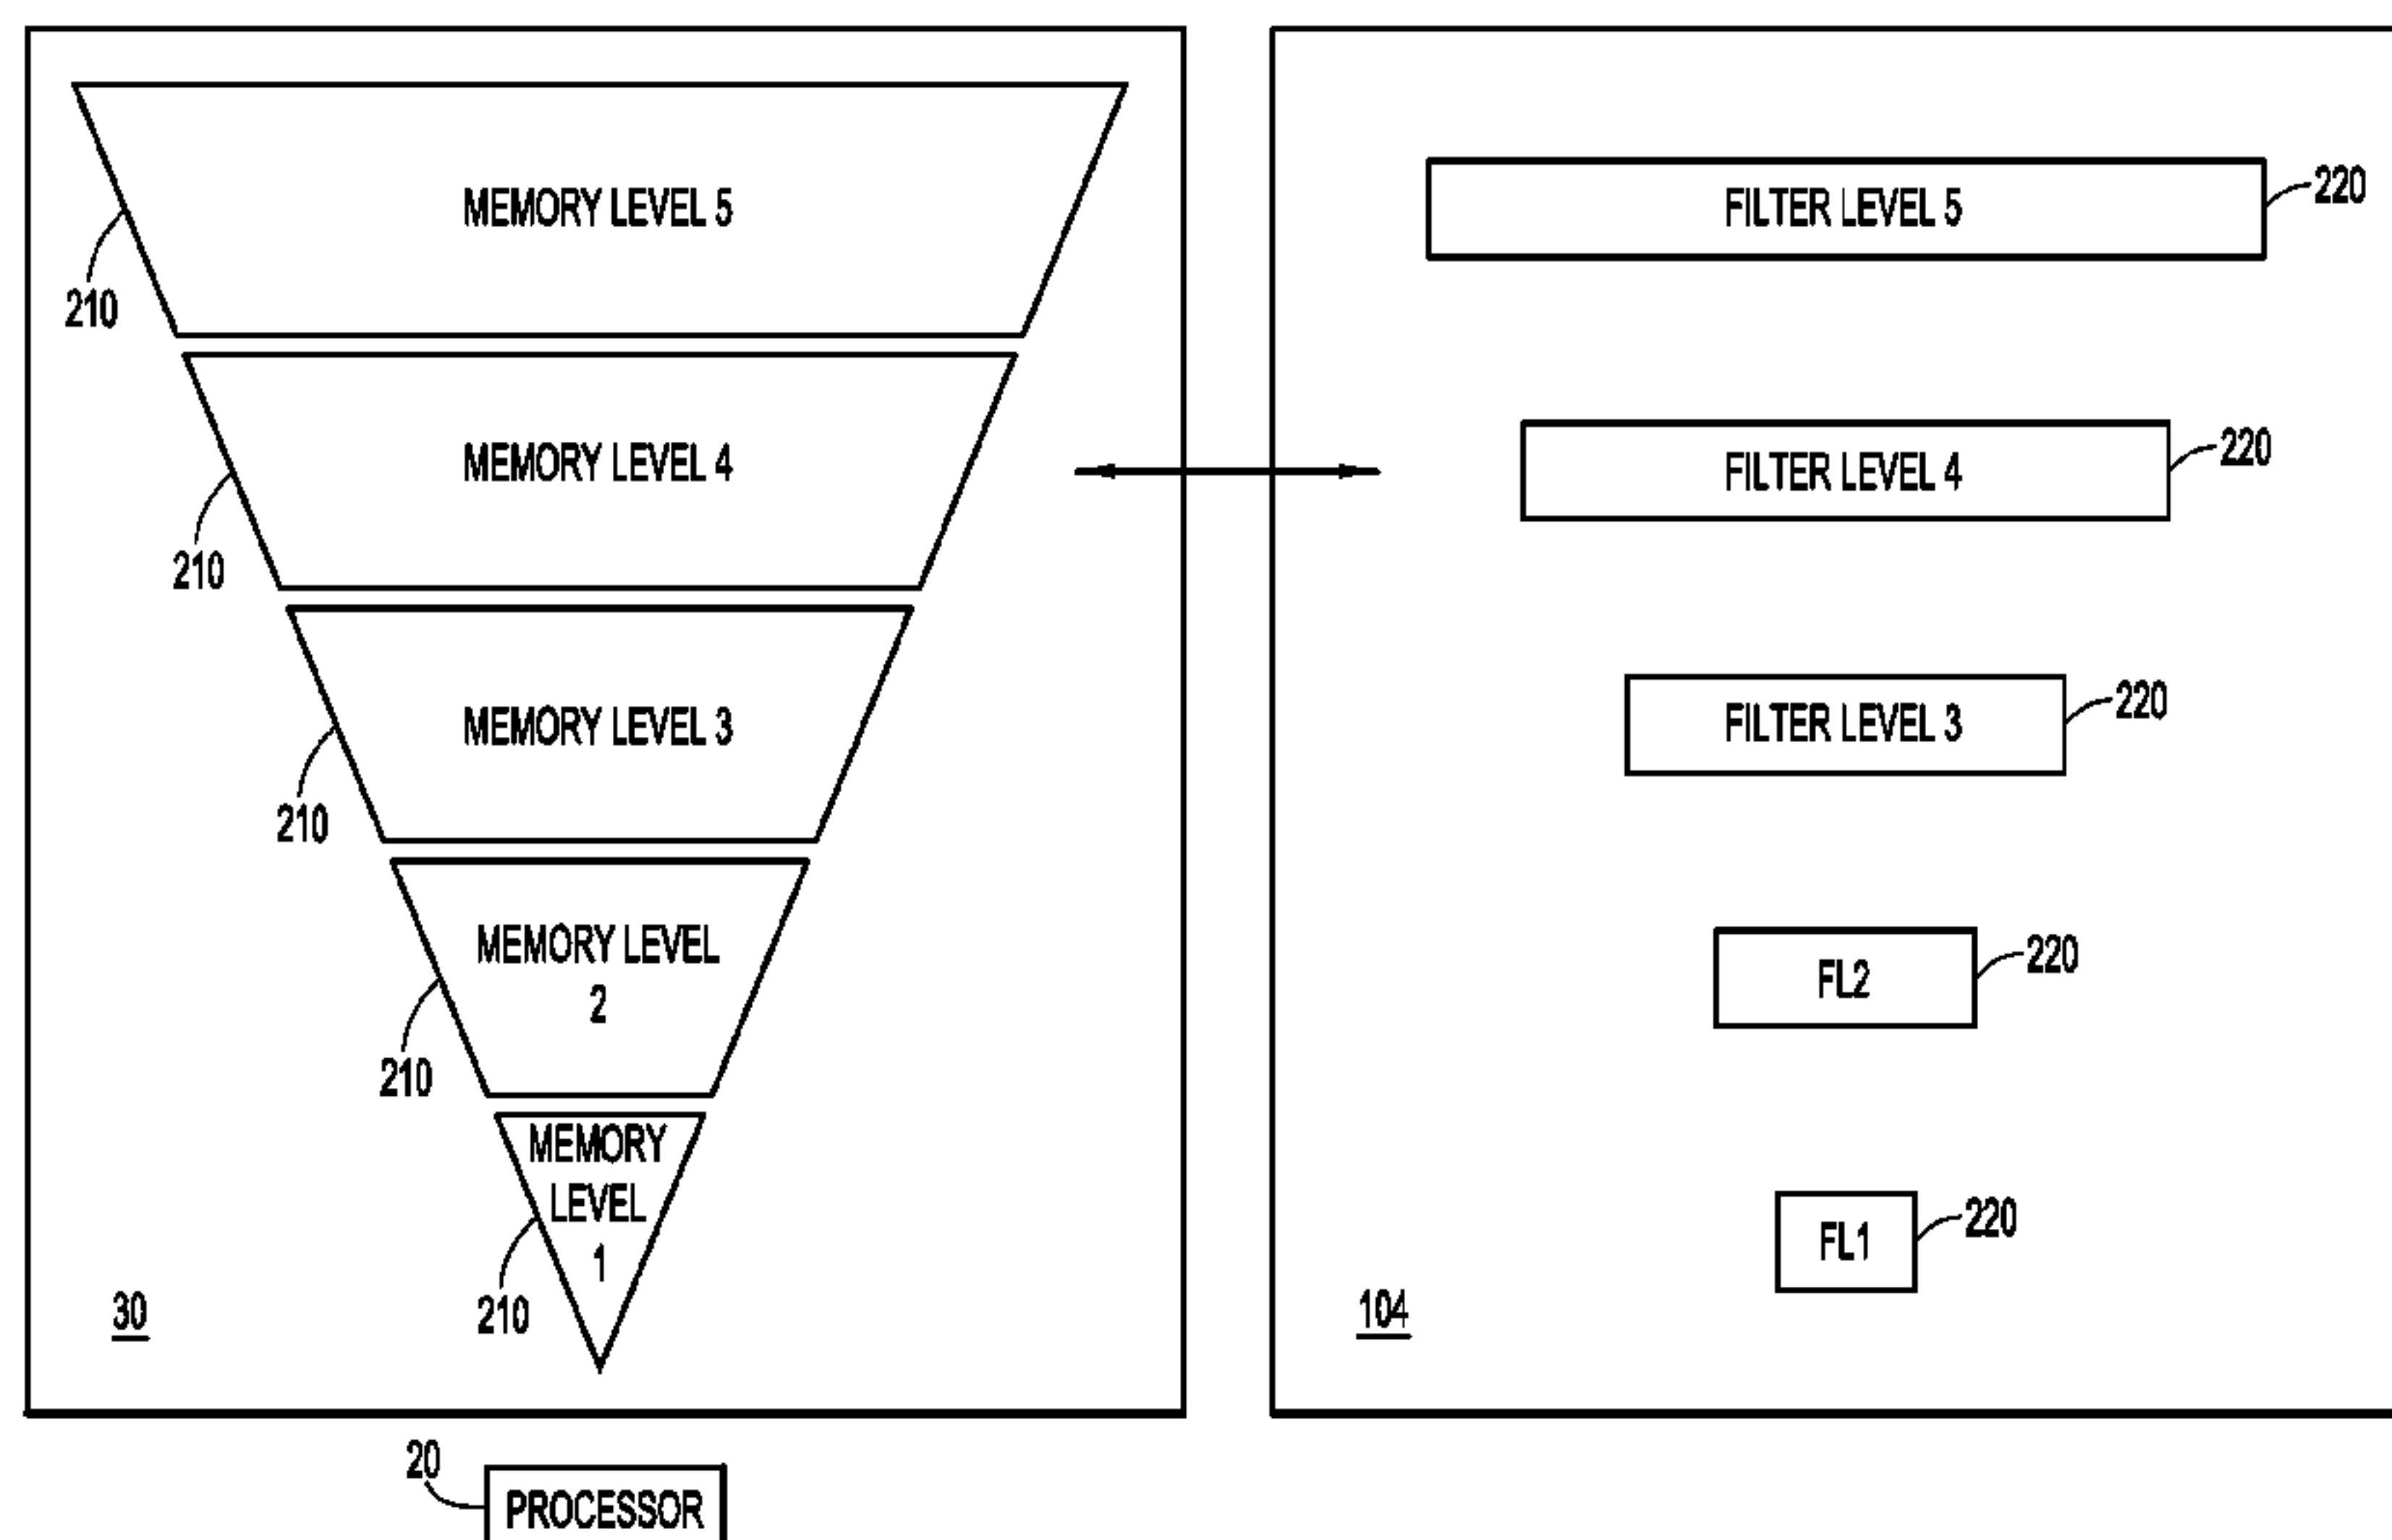 MEMORY LEVEL 5
210
MEMORY LEVEL 4
210
MEMORY LEVEL 3
210
MEMORY LEVEL
2
210
MEMORY
LEVEL
1
210
30
FILTER LEVEL 5
220
FILTER LEVEL 4
220
FILTER LEVEL 3
220
FL2
220
FL1
220
104
20
PROCESSOR